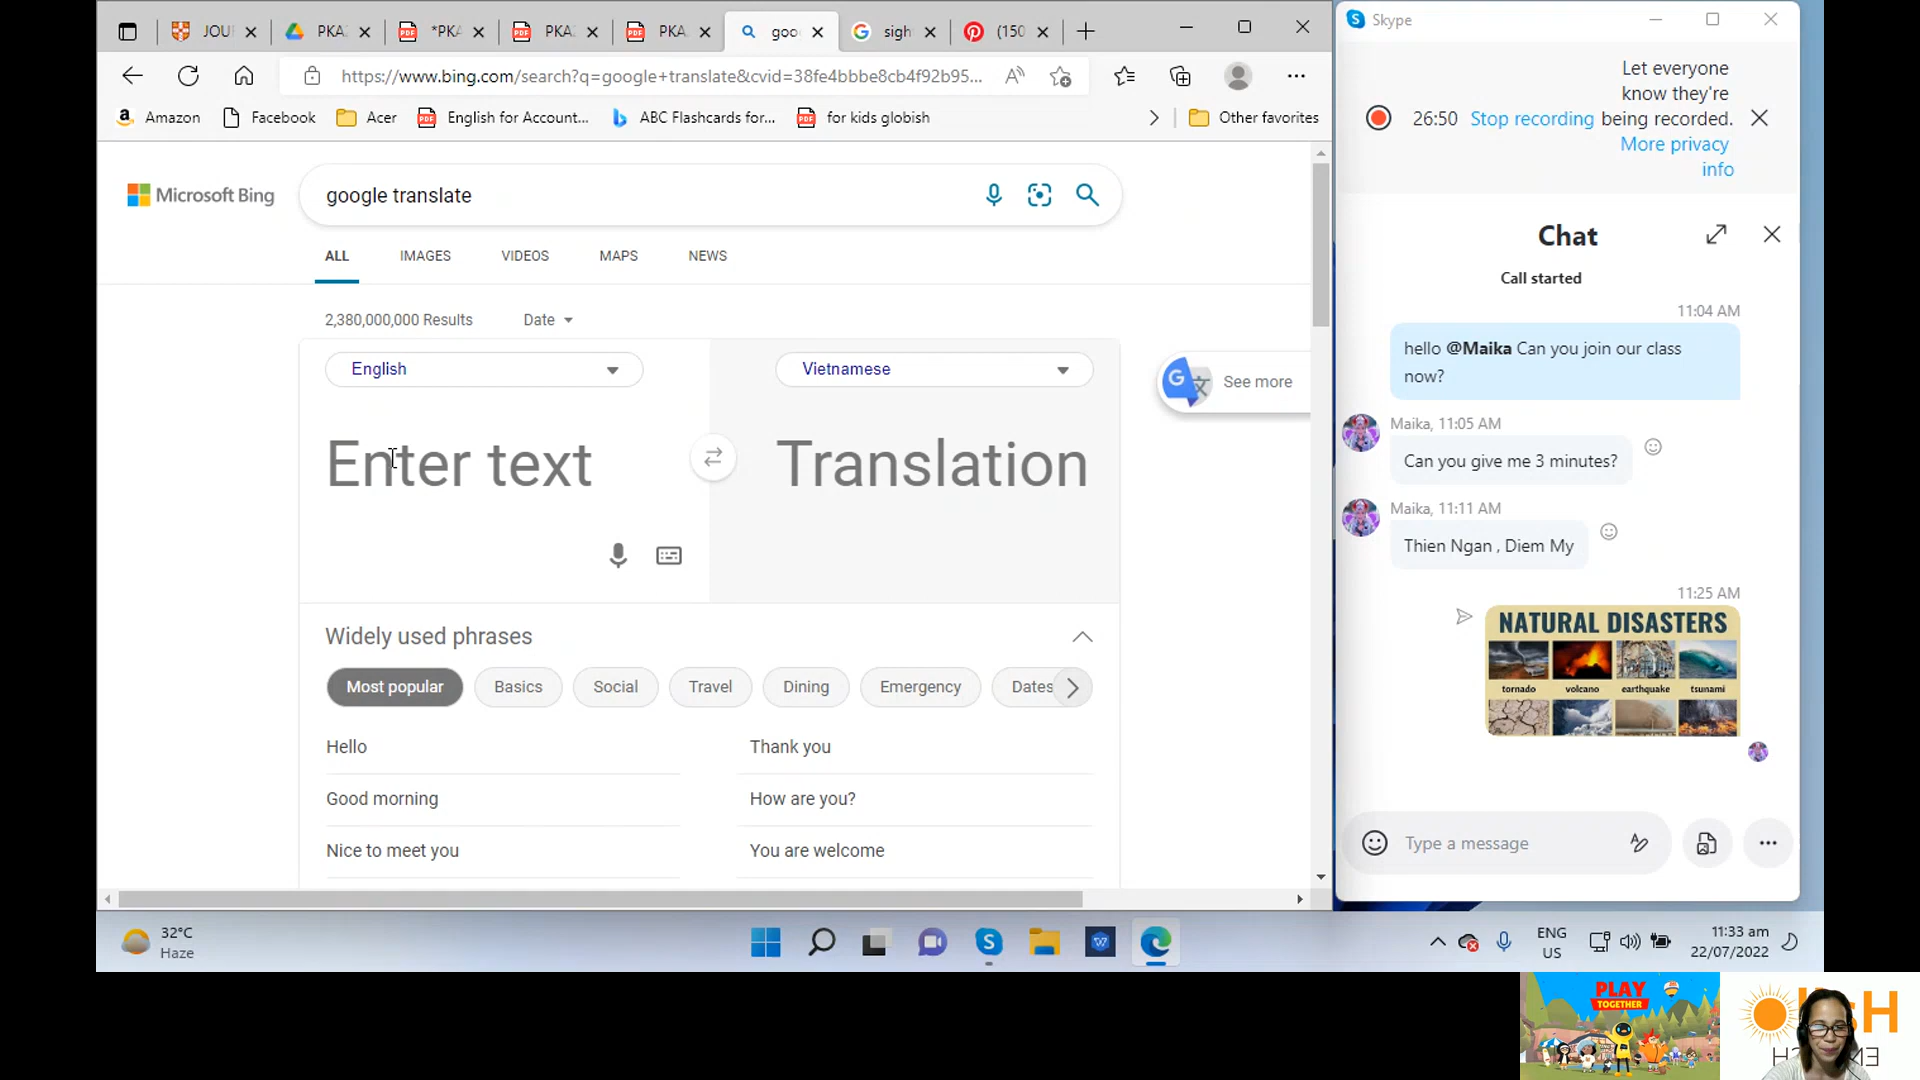 JOUI
PKA
*PKA
PKA
PKA
goo
sigh
(150
https://www.bing.com/search?q=google+translate&cvid=38fe4bbbe8cb4f92b95...
Amazon
Facebook
Acer
English for Account...
ABC Flashcards for...
for kids globish
Other favorites
Microsoft Bing
google translate
ALL
IMAGES
VIDEOS
MAPS
NEWS
2,380,000,000 Results
Date
English
Vietnamese
See more
Enter text
Translation
Widely used phrases
Most popular
Basics
Social
Travel
Dining
Emergency
Dates
Hello
Thank you
Good morning
How are you?
Nice to meet you
You are welcome
Skype
Let everyone
know they're
26:50 Stop recording being recorded.
More privacy
info
Chat
Call started
11:04 AM
hello @Maika Can you join our class
now?
Maika, 11:05 AM
Can you give me 3 minutes?
Maika, 11:11 AM
Thien Ngan , Diem My
11:25 AM
NATURAL DISASTERS
tornado
volcano
earthquake
tsunami
Type a message
32°C
Haze
ENG
US
11:33 am
22/07/2022
PLAY
TOGETHER